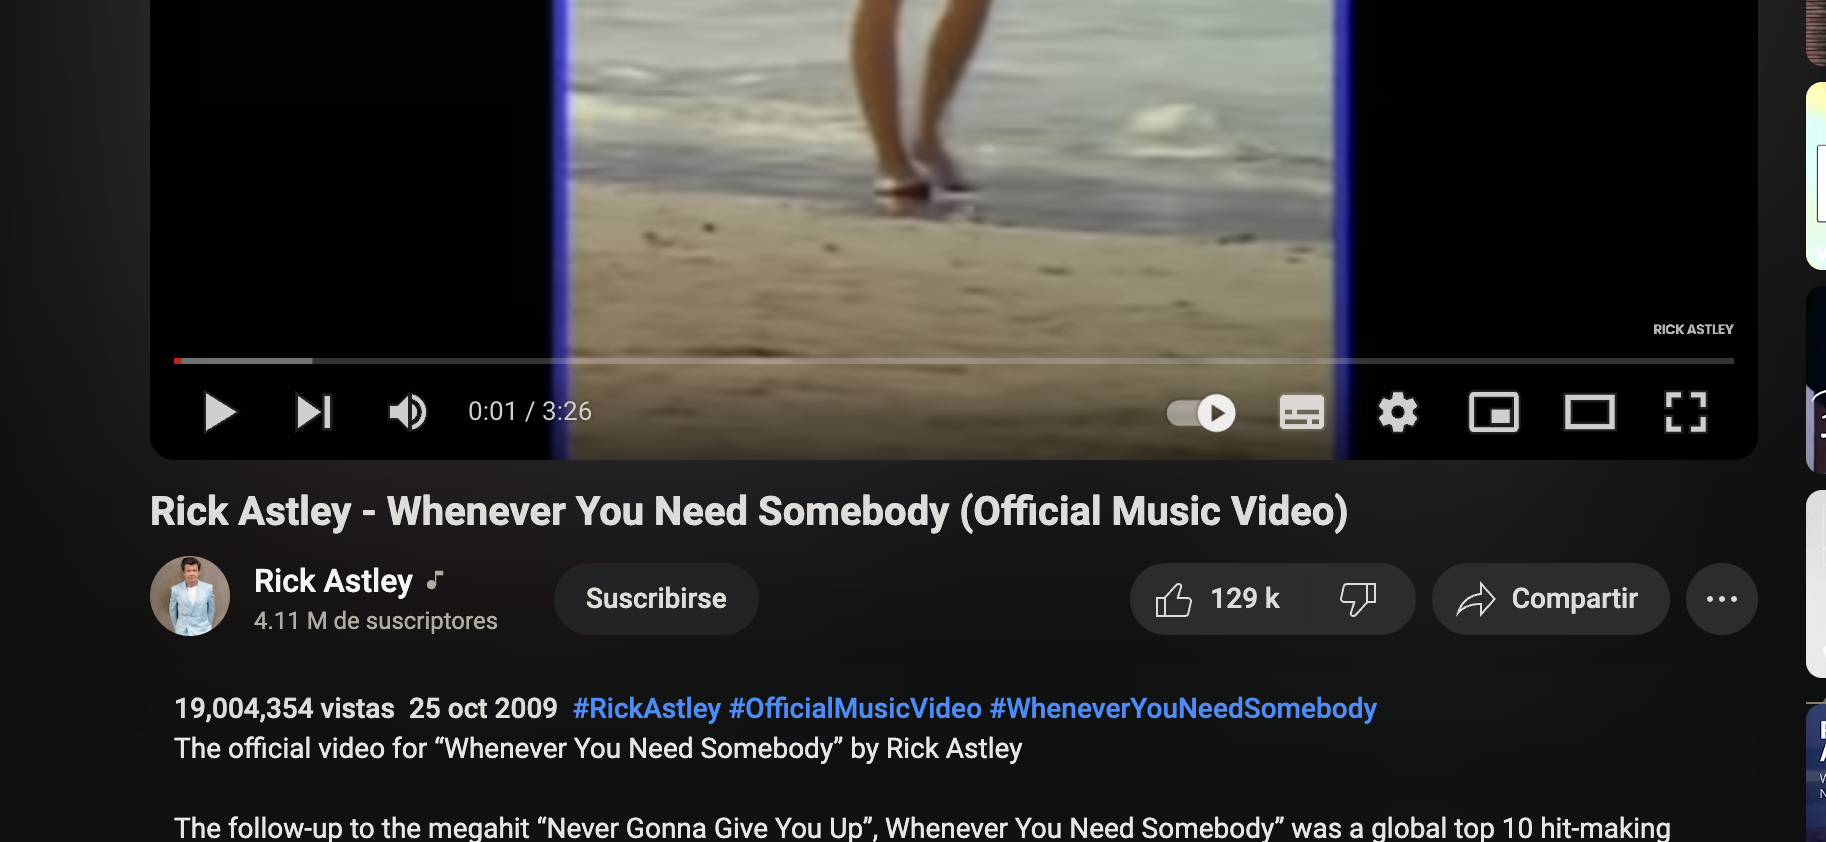 RICK ASTLEY
0:01 / 3:26
Rick Astley - Whenever You Need Somebody (Official Music Video)
Rick Astley
4.11 M de suscriptores
Suscribirse
129 k
Compartir
19,004,354 vistas 25 oct 2009 #RickAstley #OfficialMusicVideo #WheneverYouNeedSomebody
The official video for “Whenever You Need Somebody” by Rick Astley
The follow-up to the megahit “Never Gonna Give You Up”, Whenever You Need Somebody” was a global top 10 hit-making